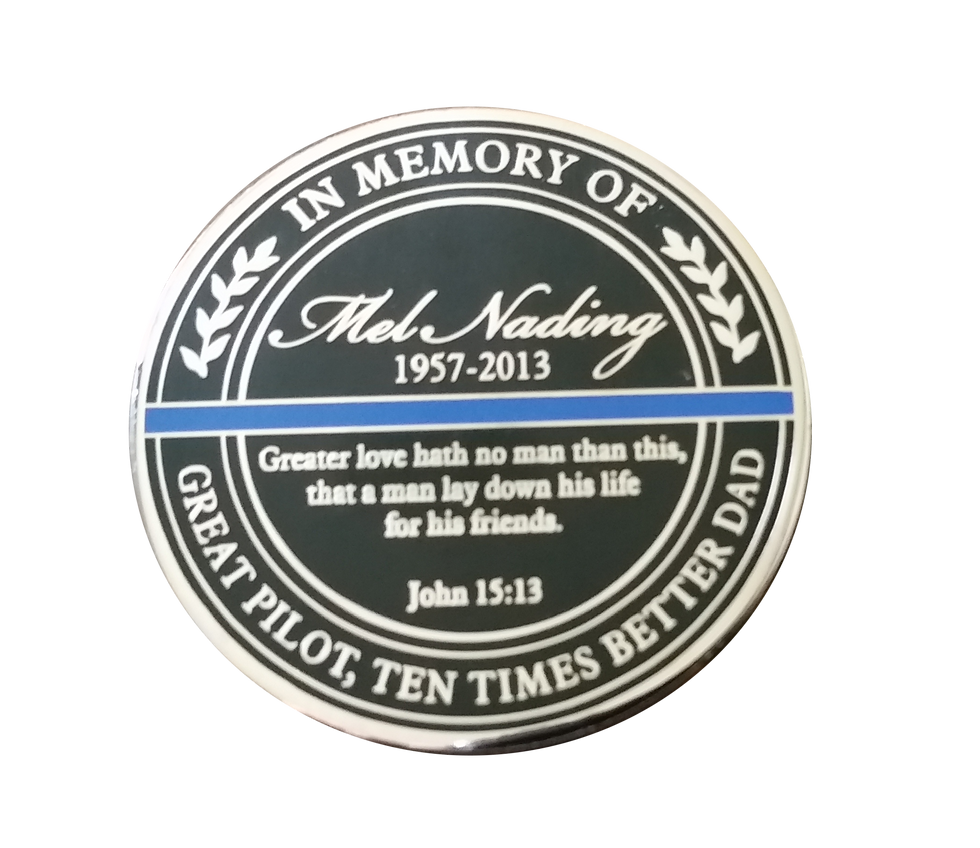 IN MEMORY OF
Mel Nading
1957-2013
Greater love hath no man than this,
that a man lay down his life
for his friends.
John 15:13
GREAT PILOT, TEN TIMES BETTER DAD